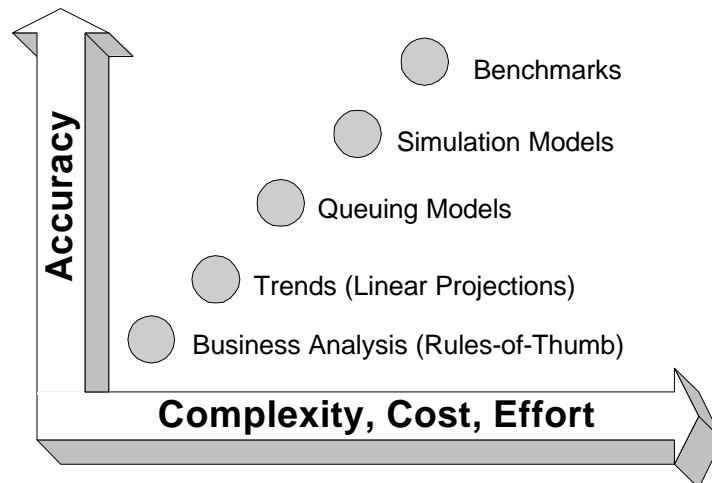 Benchmarks
Simulation Models
Queuing Models
Trends (Linear Projections)
Business Analysis (Rules-of-Thumb)
Accuracy
Complexity, Cost, Effort